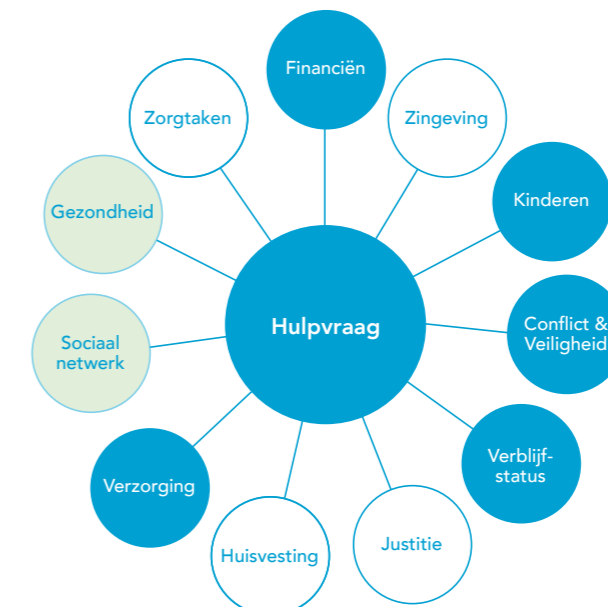 Financiën
Zorgtaken
Zingeving
Gezondheid
Kinderen
Hulpvraag
Sociaal
netwerk
Conflict &
Veiligheid
Verzorging
Verblijf-
status
Huisvesting
Justitie